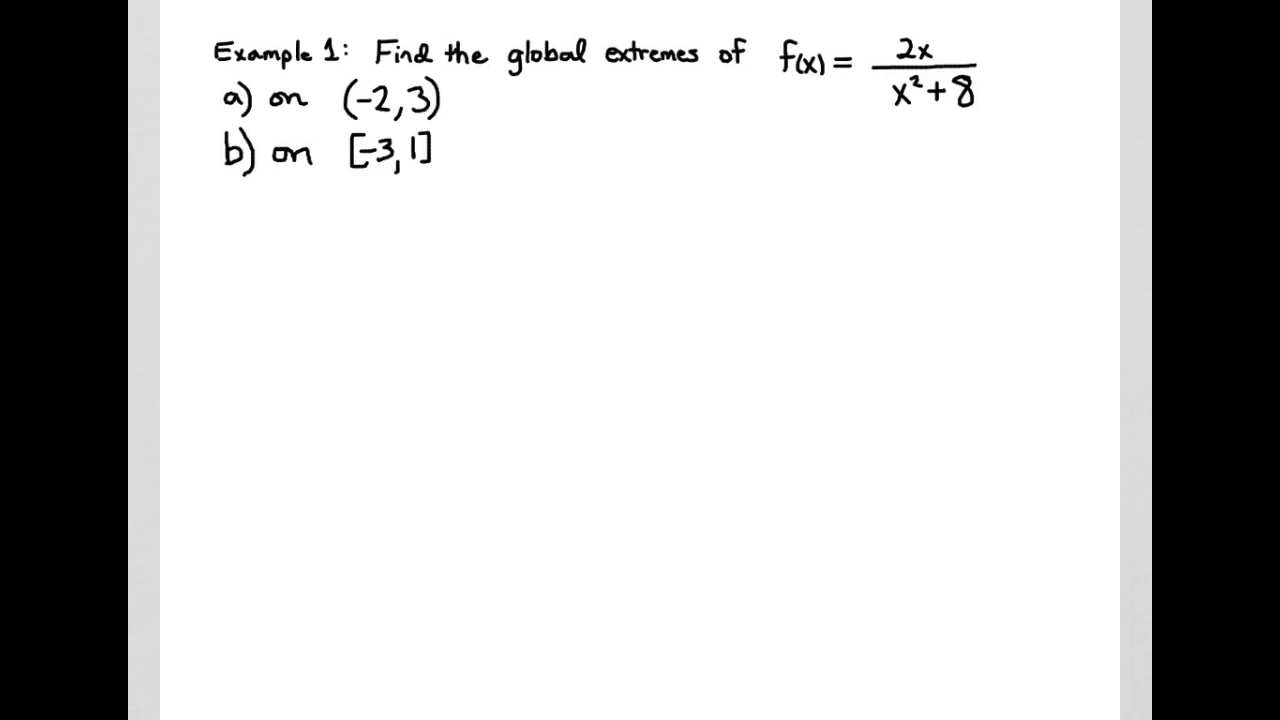 Example 1: Find the global extremes of f(x) = 2x / x² + 8
a) on (-2, 3)
b) on [-3, 1]